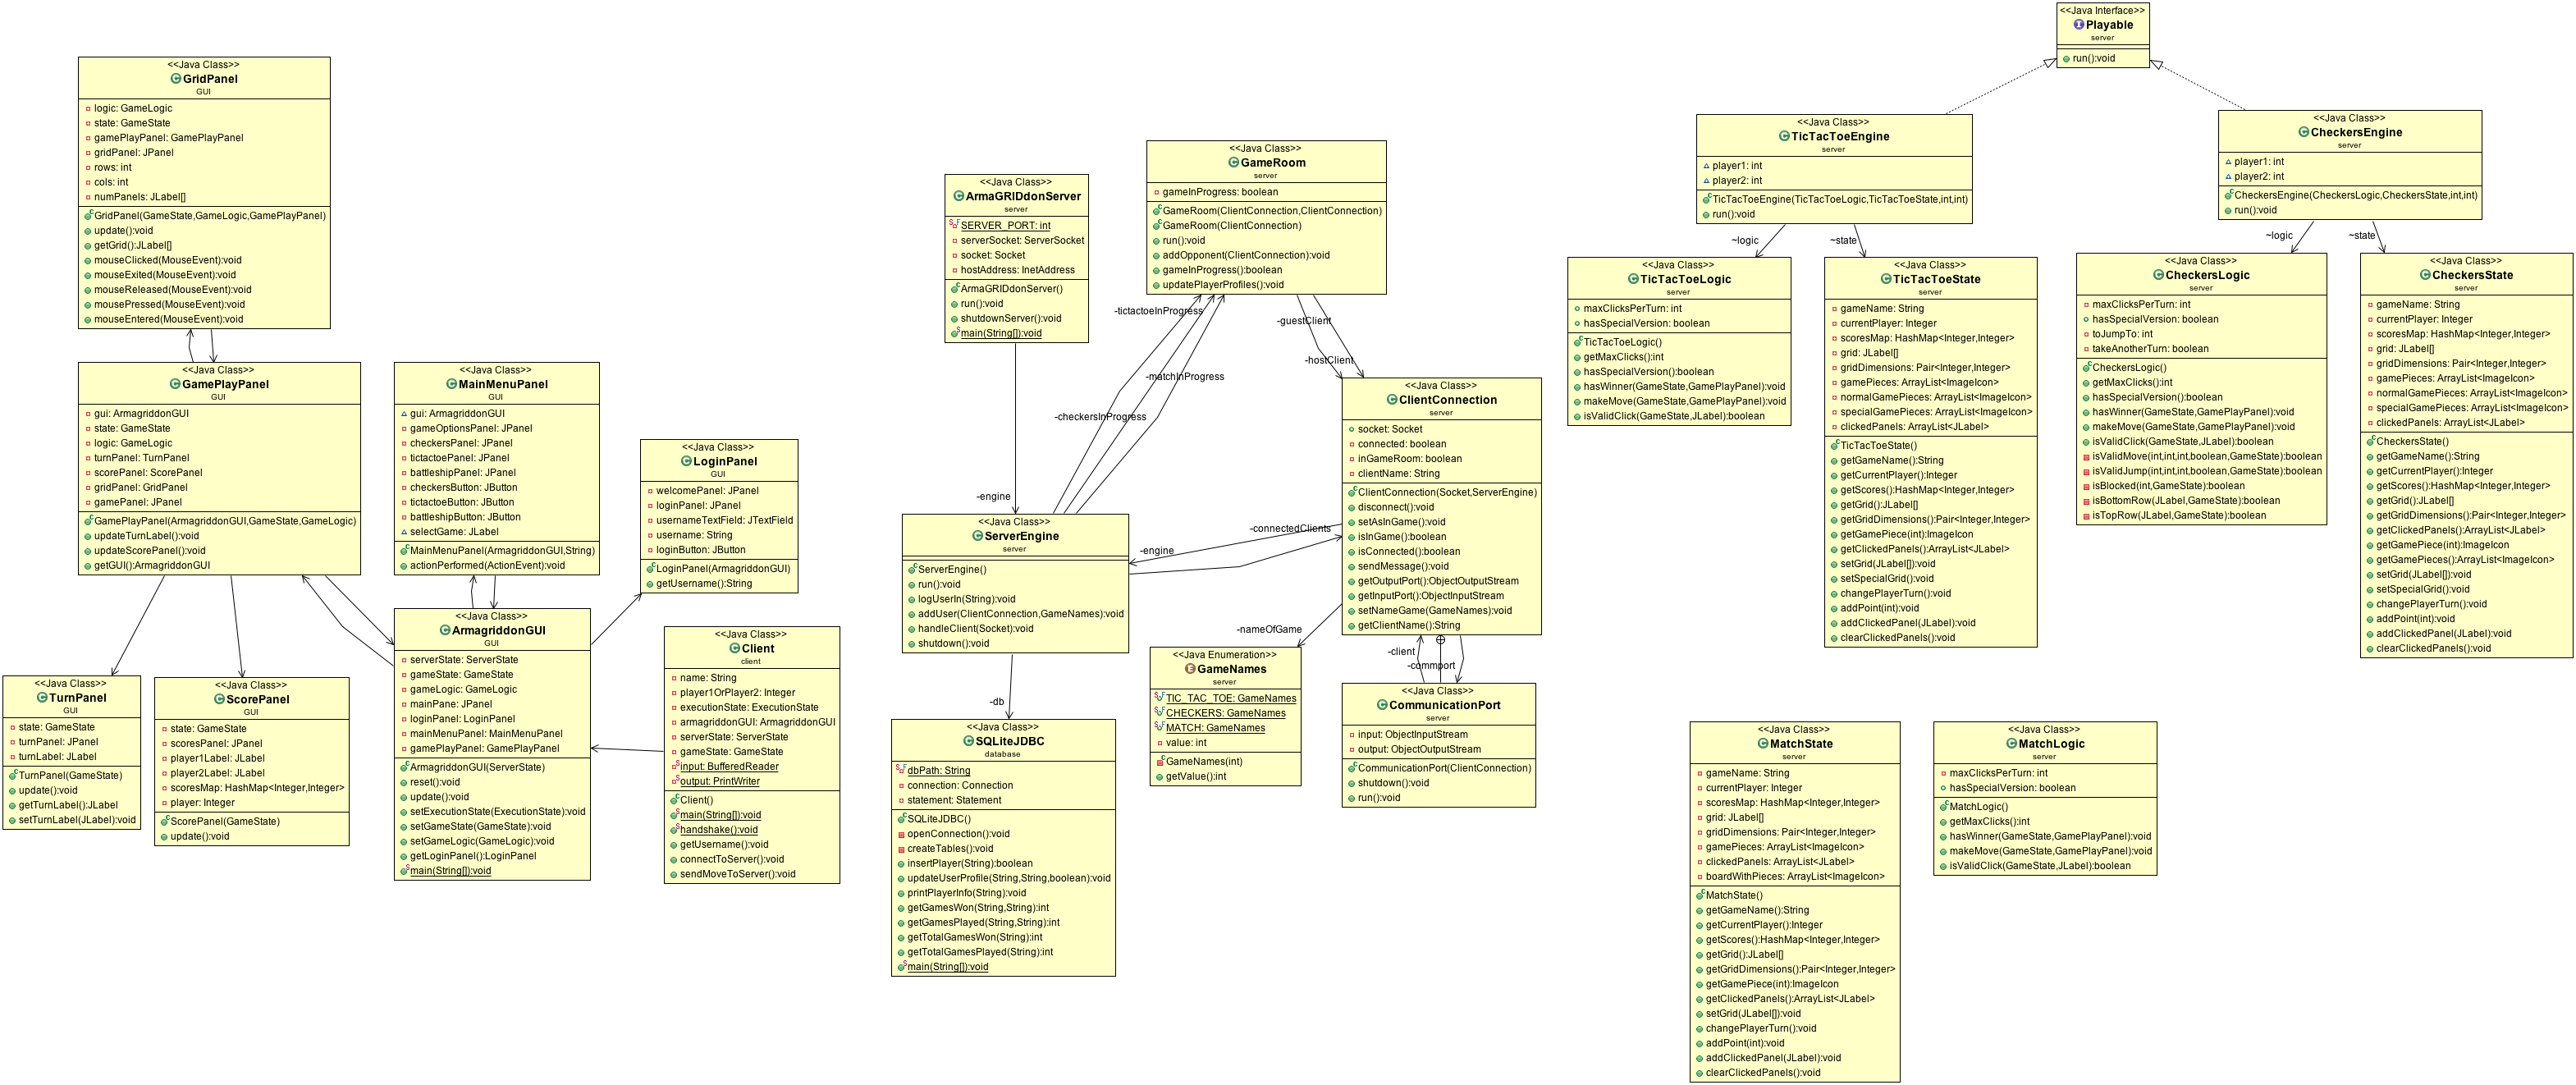 <<Java Interface>>
Playable
server
run():void
<<Java Class>>
GridPanel
GUI
logic: GameLogic
state: GameState
gamePlayPanel: GamePlayPanel
gridPanel: JPanel
rows: int
cols: int
numPanels: JLabel[]
GridPanel(GameState,GameLogic,GamePlayPanel)
update():void
getGrid():JLabel[]
mouseClicked(MouseEvent):void
mouseExited(MouseEvent):void
mouseReleased(MouseEvent):void
mousePressed(MouseEvent):void
mouseEntered(MouseEvent):void
<<Java Class>>
GamePlayPanel
GUI
gui: ArmagriddonGUI
state: GameState
logic: GameLogic
turnPanel: TurnPanel
scorePanel: ScorePanel
gridPanel: GridPanel
gamePanel: JPanel
GamePlayPanel(ArmagriddonGUI,GameState,GameLogic)
updateTurnLabel():void
updateScorePanel():void
getGUI():ArmagriddonGUI
<<Java Class>>
MainMenuPanel
GUI
gui: ArmagriddonGUI
gameOptionsPanel: JPanel
checkersPanel: JPanel
tictactoePanel: JPanel
battleshipPanel: JPanel
checkersButton: JButton
tictactoeButton: JButton
battleshipButton: JButton
selectGame: JLabel
MainMenuPanel(ArmagriddonGUI,String)
actionPerformed(ActionEvent):void
<<Java Class>>
LoginPanel
GUI
welcomePanel: JPanel
loginPanel: JPanel
usernameTextField: JTextField
username: String
loginButton: JButton
LoginPanel(ArmagriddonGUI)
getUsername():String
<<Java Class>>
TurnPanel
GUI
state: GameState
turnPanel: JPanel
turnLabel: JLabel
TurnPanel(GameState)
update():void
getTurnLabel():JLabel
setTurnLabel(JLabel):void
<<Java Class>>
ScorePanel
GUI
state: GameState
scoresPanel: JPanel
player1Label: JLabel
player2Label: JLabel
scoresMap: HashMap<Integer,Integer>
player: Integer
ScorePanel(GameState)
update():void
<<Java Class>>
ArmagriddonGUI
GUI
serverState: ServerState
gameState: GameState
gameLogic: GameLogic
mainPane: JPanel
loginPanel: LoginPanel
mainMenuPanel: MainMenuPanel
gamePlayPanel: GamePlayPanel
ArmagriddonGUI(ServerState)
reset():void
update():void
setExecutionState(ExecutionState):void
setGameState(GameState):void
setGameLogic(GameLogic):void
getLoginPanel():LoginPanel
main(String[]):void
<<Java Class>>
Client
client
name: String
player1OrPlayer2: Integer
executionState: ExecutionState
armagriddonGUI: ArmagriddonGUI
serverState: ServerState
gameState: GameState
input: BufferedReader
output: PrintWriter
Client()
main(String[]):void
handshake():void
getUsername():void
connectToServer():void
sendMoveToServer():void
<<Java Class>>
ArmaGRIDdonServer
server
SERVER_PORT: int
serverSocket: ServerSocket
socket: Socket
hostAddress: InetAddress
ArmaGRIDdonServer()
run():void
shutdownServer():void
main(String[]):void
<<Java Class>>
GameRoom
server
gameInProgress: boolean
GameRoom(ClientConnection,ClientConnection)
GameRoom(ClientConnection)
run():void
addOpponent(ClientConnection):void
gameInProgress():boolean
updatePlayerProfiles():void
-tictactoeInProgress
-matchInProgress
-checkersInProgress
-guestClient
-hostClient
-engine
<<Java Class>>
ServerEngine
server
ServerEngine()
run():void
logUserIn(String):void
addUser(ClientConnection,GameNames):void
handleClient(Socket):void
shutdown():void
-connectedClients
-engine
<<Java Class>>
ClientConnection
server
socket: Socket
connected: boolean
inGameRoom: boolean
clientName: String
ClientConnection(Socket,ServerEngine)
disconnect():void
setAsInGame():void
isInGame():boolean
isConnected():boolean
sendMessage():void
getOutputPort():ObjectOutputStream
getInputPort():ObjectInputStream
setNameGame(GameNames):void
getClientName():String
-nameOfGame
-client
-commport
-db
<<Java Class>>
SQLiteJDBC
database
dbPath: String
connection: Connection
statement: Statement
SQLiteJDBC()
openConnection():void
createTables():void
insertPlayer(String):boolean
updateUserProfile(String,String,boolean):void
printPlayerInfo(String):void
getGamesWon(String,String):int
getGamesPlayed(String,String):int
getTotalGamesWon(String):int
getTotalGamesPlayed(String):int
main(String[]):void
<<Java Enumeration>>
GameNames
server
TIC_TAC_TOE: GameNames
CHECKERS: GameNames
MATCH: GameNames
value: int
GameNames(int)
getValue():int
<<Java Class>>
CommunicationPort
server
input: ObjectInputStream
output: ObjectOutputStream
CommunicationPort(ClientConnection)
shutdown():void
run():void
<<Java Class>>
TicTacToeEngine
server
player1: int
player2: int
TicTacToeEngine(TicTacToeLogic,TicTacToeState,int,int)
run():void
~logic
~state
<<Java Class>>
CheckersEngine
server
player1: int
player2: int
CheckersEngine(CheckersLogic,CheckersState,int,int)
run():void
~logic
~state
<<Java Class>>
TicTacToeLogic
server
maxClicksPerTurn: int
hasSpecialVersion: boolean
TicTacToeLogic()
getMaxClicks():int
hasSpecialVersion():boolean
hasWinner(GameState,GamePlayPanel):void
makeMove(GameState,GamePlayPanel):void
isValidClick(GameState,JLabel):boolean
<<Java Class>>
TicTacToeState
server
gameName: String
currentPlayer: Integer
scoresMap: HashMap<Integer,Integer>
grid: JLabel[]
gridDimensions: Pair<Integer,Integer>
gamePieces: ArrayList<ImageIcon>
normalGamePieces: ArrayList<ImageIcon>
specialGamePieces: ArrayList<ImageIcon>
clickedPanels: ArrayList<JLabel>
TicTacToeState()
getGameName():String
getCurrentPlayer():Integer
getScores():HashMap<Integer,Integer>
getGrid():JLabel[]
getGridDimensions():Pair<Integer,Integer>
getGamePiece(int):ImageIcon
getClickedPanels():ArrayList<JLabel>
setGrid(JLabel[]):void
setSpecialGrid():void
changePlayerTurn():void
addPoint(int):void
addClickedPanel(JLabel):void
clearClickedPanels():void
<<Java Class>>
CheckersLogic
server
maxClicksPerTurn: int
hasSpecialVersion: boolean
toJumpTo: int
takeAnotherTurn: boolean
CheckersLogic()
getMaxClicks():int
hasSpecialVersion():boolean
hasWinner(GameState,GamePlayPanel):void
makeMove(GameState,GamePlayPanel):void
isValidClick(GameState,JLabel):boolean
isValidMove(int,int,int,boolean,GameState):boolean
isValidJump(int,int,int,boolean,GameState):boolean
isBlocked(int,GameState):boolean
isBottomRow(JLabel,GameState):boolean
isTopRow(JLabel,GameState):boolean
<<Java Class>>
CheckersState
server
gameName: String
currentPlayer: Integer
scoresMap: HashMap<Integer,Integer>
grid: JLabel[]
gridDimensions: Pair<Integer,Integer>
gamePieces: ArrayList<ImageIcon>
normalGamePieces: ArrayList<ImageIcon>
specialGamePieces: ArrayList<ImageIcon>
clickedPanels: ArrayList<JLabel>
CheckersState()
getGameName():String
getCurrentPlayer():Integer
getScores():HashMap<Integer,Integer>
getGrid():JLabel[]
getGridDimensions():Pair<Integer,Integer>
getClickedPanels():ArrayList<JLabel>
getGamePiece(int):ImageIcon
getGamePieces():ArrayList<ImageIcon>
setGrid(JLabel[]):void
setSpecialGrid():void
changePlayerTurn():void
addPoint(int):void
addClickedPanel(JLabel):void
clearClickedPanels():void
<<Java Class>>
MatchState
server
gameName: String
currentPlayer: Integer
scoresMap: HashMap<Integer,Integer>
grid: JLabel[]
gridDimensions: Pair<Integer,Integer>
gamePieces: ArrayList<ImageIcon>
clickedPanels: ArrayList<JLabel>
boardWithPieces: ArrayList<ImageIcon>
MatchState()
getGameName():String
getCurrentPlayer():Integer
getScores():HashMap<Integer,Integer>
getGrid():JLabel[]
getGridDimensions():Pair<Integer,Integer>
getGamePiece(int):ImageIcon
getClickedPanels():ArrayList<JLabel>
setGrid(JLabel[]):void
changePlayerTurn():void
addPoint(int):void
addClickedPanel(JLabel):void
clearClickedPanels():void
<<Java Class>>
MatchLogic
server
maxClicksPerTurn: int
hasSpecialVersion: boolean
MatchLogic()
getMaxClicks():int
hasWinner(GameState,GamePlayPanel):void
makeMove(GameState,GamePlayPanel):void
isValidClick(GameState,JLabel):boolean